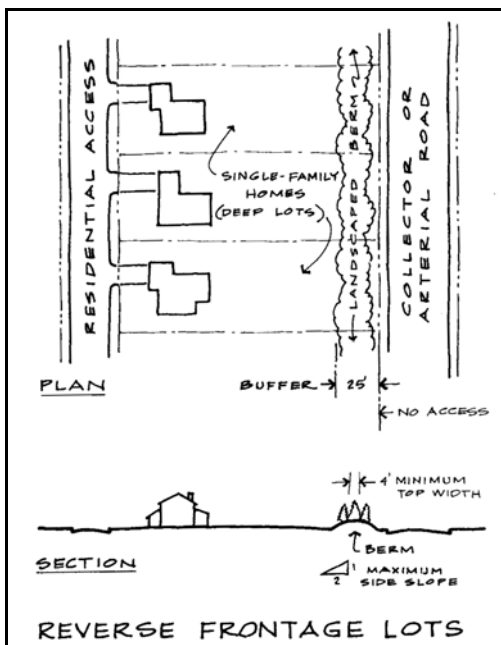 RESIDENTIAL ACCESS
SINGLE-FAMILY
HOMES
(DEEP LOTS)
LANDSCAPED BERM
COLLECTOR OR
ARTERIAL ROAD
PLAN
BUFFER
25'
NO ACCESS
4' MINIMUM
TOP WIDTH
BERM
SECTION
1
2
MAXIMUM
SIDE SLOPE
REVERSE FRONTAGE LOTS